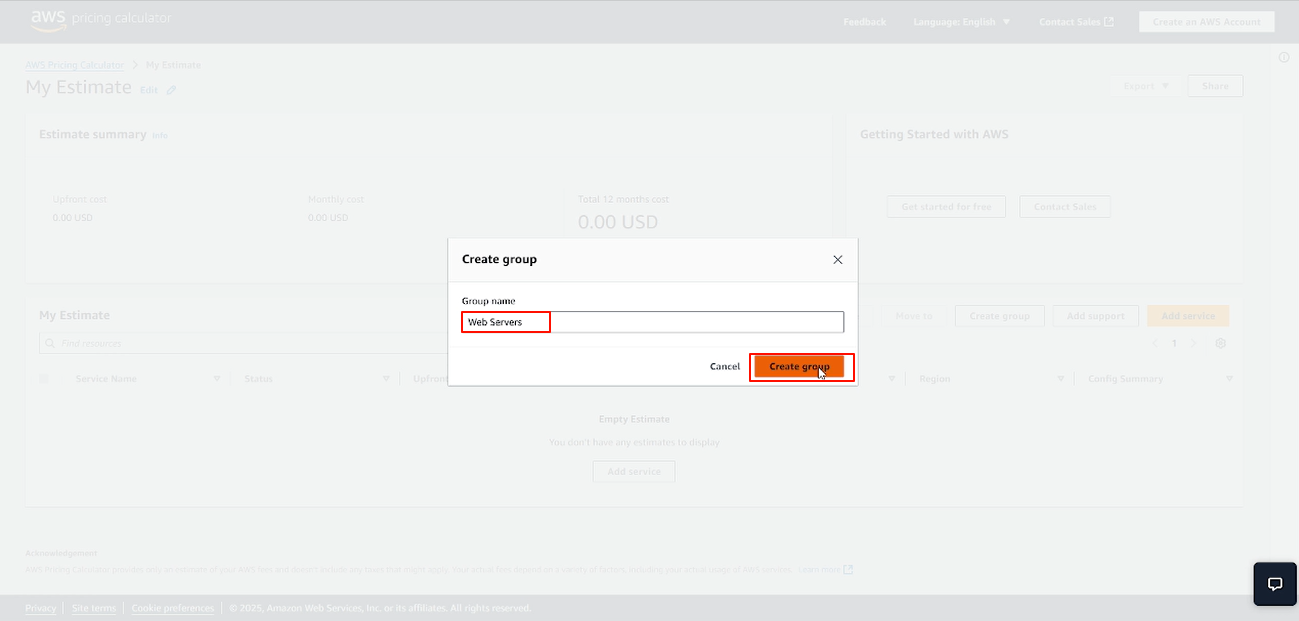 aws pricing calculator
Feedback
Language: English
Contact Sales
Create an AWS Account
AWS Pricing Calculator > My Estimate
My Estimate Edit
Export
Share
Estimate summary Info
Upfront cost
0.00 USD
Monthly cost
0.00 USD
Total 12 months cost
0.00 USD
Getting Started with AWS
Get started for free
Contact Sales
Create group
Group name
Web Servers
Cancel
Create group
My Estimate
Move to
Create group
Add support
Add service
Find resources
1
Service Name
Status
Upfront
Region
Config Summary
Empty Estimate
You don't have any estimates to display
Add service
Acknowledgement
AWS Pricing Calculator provides only an estimate of your AWS fees and doesn't include any taxes that might apply. Your actual fees depend on a variety of factors, including your actual usage of AWS services. Learn more
Privacy | Site terms | Cookie preferences | © 2025, Amazon Web Services, Inc. or its affiliates. All rights reserved.